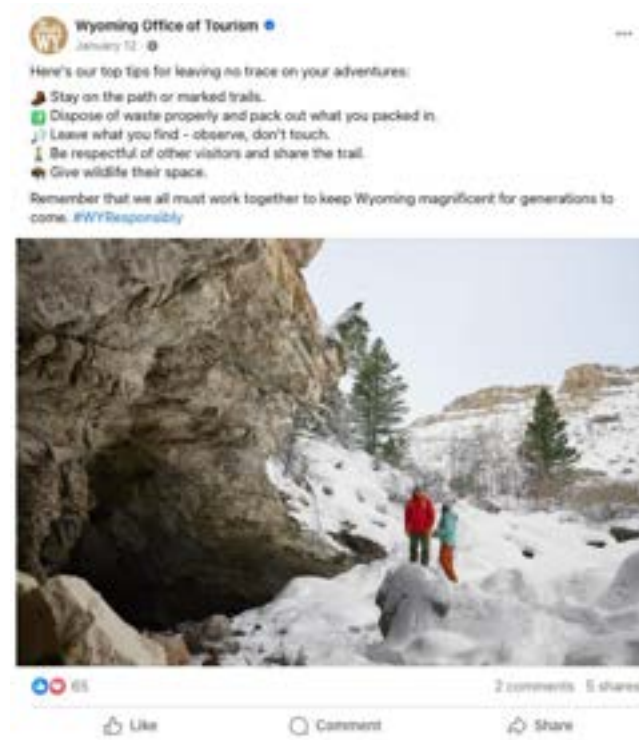 Wyoming Office of Tourism
January 12
Here's our top tips for leaving no trace on your adventures:
🥾 Stay on the path or marked trails.
🚮 Dispose of waste properly and pack out what you packed in.
🔎 Leave what you find - observe, don't touch.
🚶 Be respectful of other visitors and share the trail.
🦬 Give wildlife their space.
Remember that we all must work together to keep Wyoming magnificent for generations to
come. #WYResponsibly
65
2 comments 5 shares
Like Comment Share